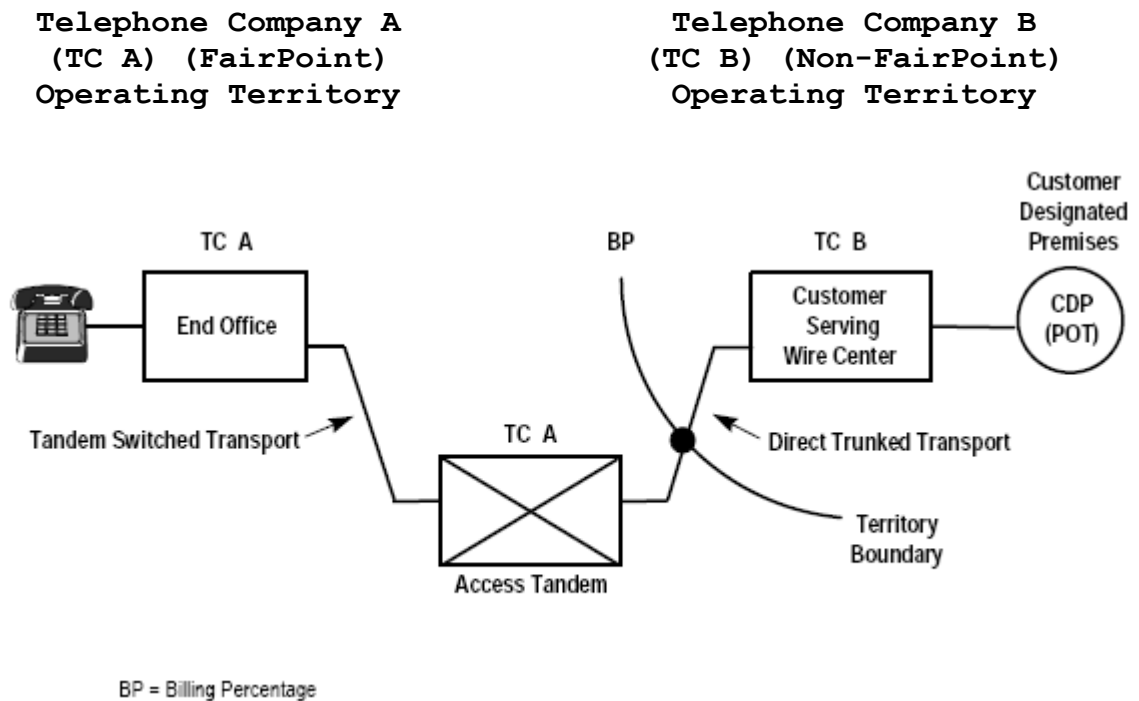 Telephone Company A
(TC A) (FairPoint)
Operating Territory
Telephone Company B
(TC B) (Non-FairPoint)
Operating Territory
Customer
Designated
Premises
TC A
BP
TC B
End Office
Customer
Serving
Wire Center
CDP
(POT)
Tandem Switched Transport
TC A
Direct Trunked Transport
Territory
Boundary
Access Tandem
BP = Billing Percentage